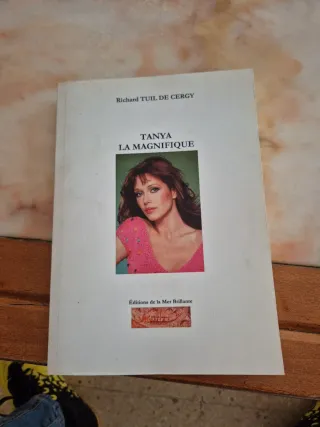 Richard TUIL DE CERGY
TANYA
LA MAGNIFIQUE
Éditions de la Mer Brillante